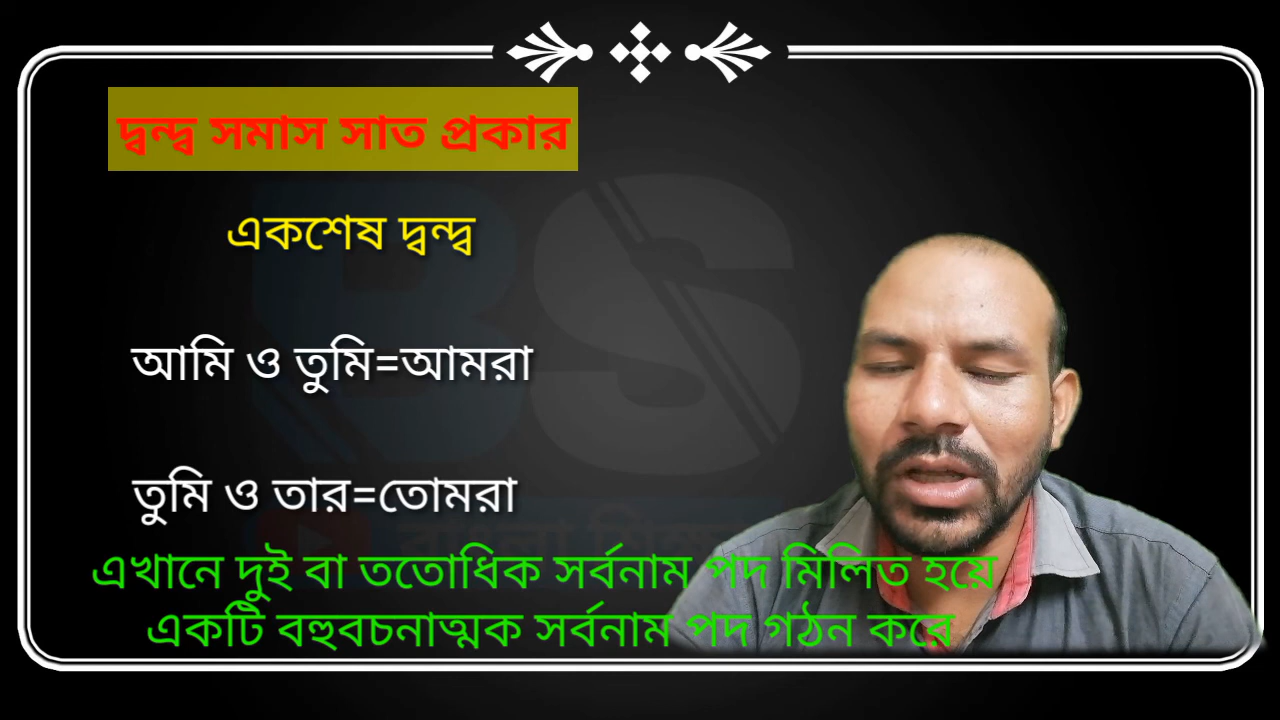 দ্বন্দ্ব সমাস সাত প্রকার
একশেষ দ্বন্দ্ব
আমি ও তুমি=আমরা
তুমি ও তার=তোমরা
এখানে দুই বা ততোধিক সর্বনাম পদ মিলিত হয়ে
একটি বহুবচনাত্মক সর্বনাম পদ গঠন করে